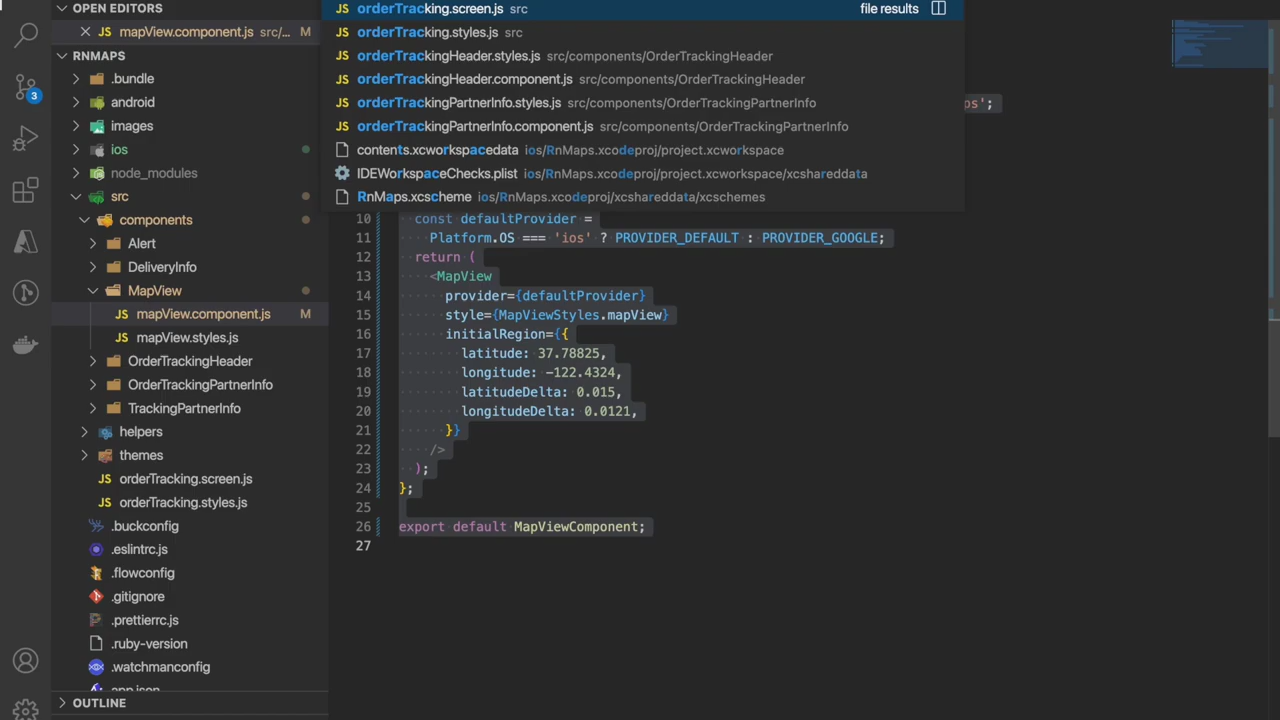 OPEN EDITORS
mapView.component.js src/... M
RNMAPS
.bundle
android
images
ios
node_modules
src
components
Alert
DeliveryInfo
MapView
mapView.component.js M
mapView.styles.js
OrderTrackingHeader
OrderTrackingPartnerInfo
TrackingPartnerInfo
helpers
themes
orderTracking.screen.js
orderTracking.styles.js
.buckconfig
.eslintrc.js
.flowconfig
.gitignore
.prettierrc.js
.ruby-version
.watchmanconfig
app.json
OUTLINE
3
JS orderTracking.screen.js src file results
JS orderTracking.styles.js src
JS orderTrackingHeader.styles.js src/components/OrderTrackingHeader
JS orderTrackingHeader.component.js src/components/OrderTrackingHeader
JS orderTrackingPartnerInfo.styles.js src/components/OrderTrackingPartnerInfo
JS orderTrackingPartnerInfo.component.js src/components/OrderTrackingPartnerInfo
contents.xcworkspacedata ios/RnMaps.xcodeproj/project.xcworkspace
IDEWorkspaceChecks.plist ios/RnMaps.xcodeproj/project.xcworkspace/xcshareddata
RnMaps.xcscheme ios/RnMaps.xcodeproj/xcshareddata/xcschemes
ps';
10 const defaultProvider =
11 Platform.OS === 'ios' ? PROVIDER_DEFAULT : PROVIDER_GOOGLE;
12 return (
13 <MapView
14 provider={defaultProvider}
15 style={MapViewStyles.mapView}
16 initialRegion={{
17 latitude: 37.78825,
18 longitude: -122.4324,
19 latitudeDelta: 0.015,
20 longitudeDelta: 0.0121,
21 }}
22 />
23 );
24 };
25
26 export default MapViewComponent;
27